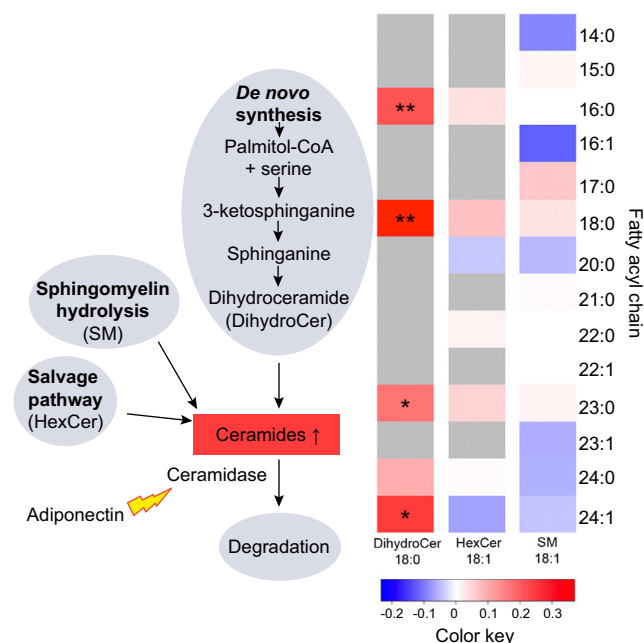 De novo
synthesis
Palmitol-CoA
+ serine
3-ketosphinganine
Sphinganine
Dihydroceramide
(DihydroCer)
Sphingomyelin
hydrolysis
(SM)
Salvage
pathway
(HexCer)
Ceramides ↑
Ceramidase
Adiponectin
Degradation
**
**
*
*
14:0
15:0
16:0
16:1
17:0
18:0
20:0
21:0
22:0
22:1
23:0
23:1
24:0
24:1
Fatty acyl chain
DihydroCer HexCer SM
18:0 18:1 18:1
-0.2 -0.1 0 0.1 0.2 0.3
Color key